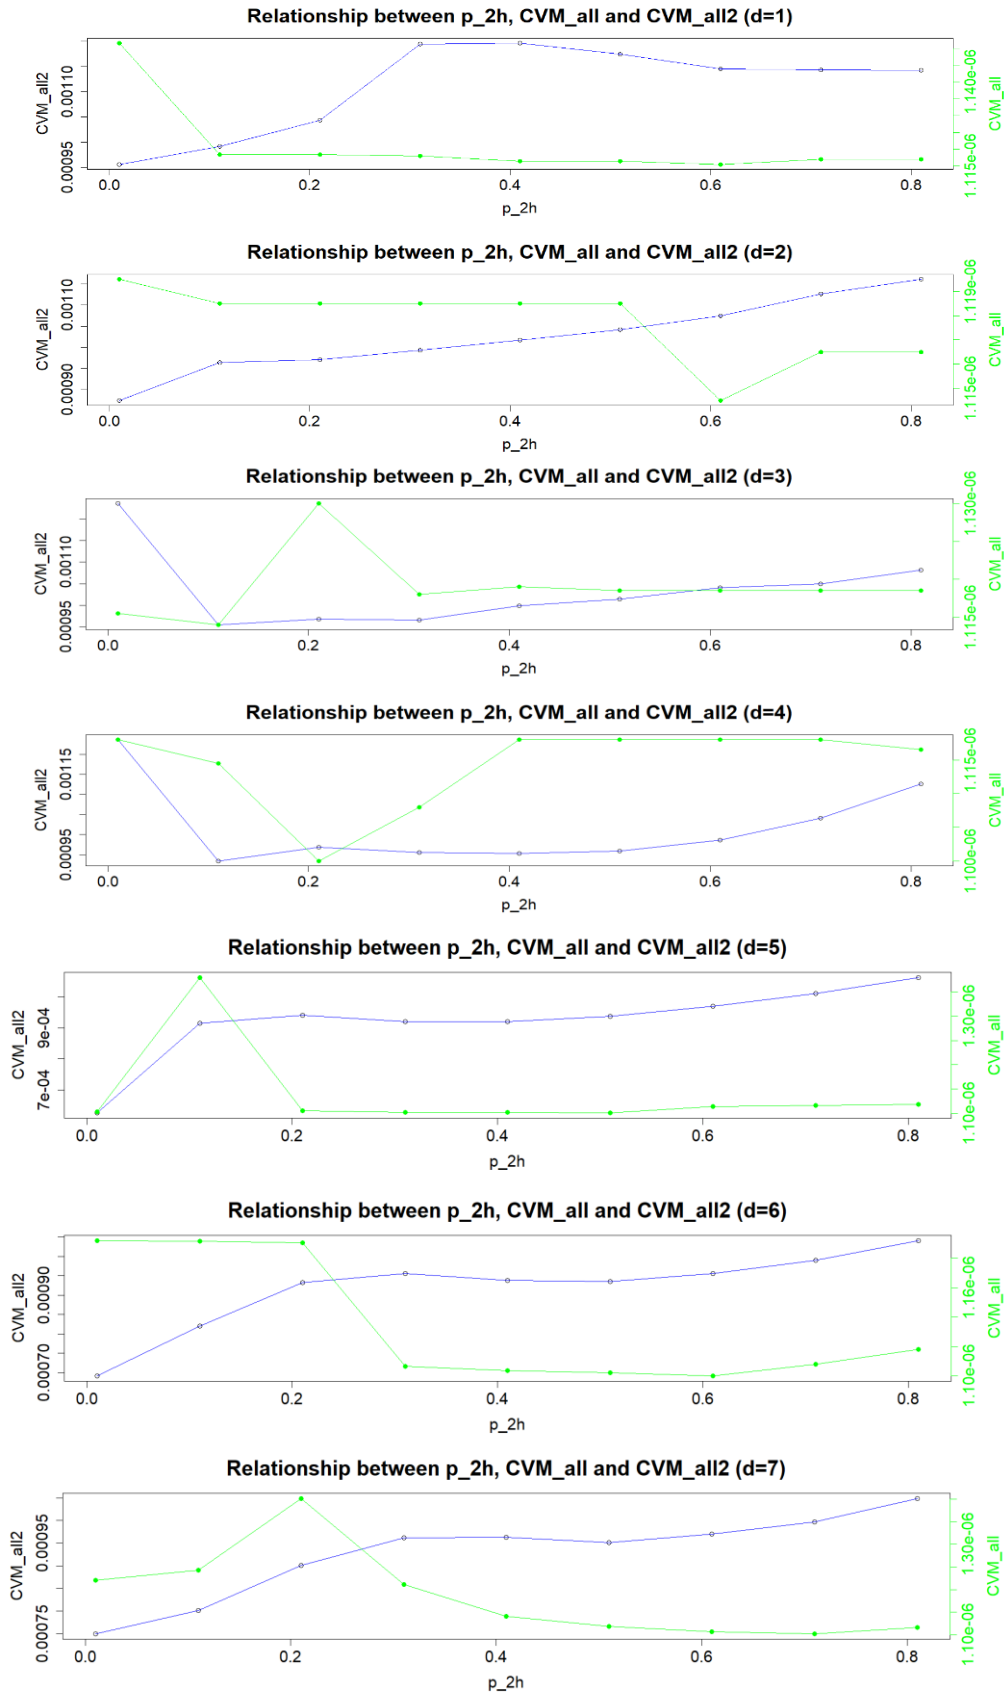 Relationship between p_2h, CVM_all and CVM_all2 (d=1)
CVM_all2
0.00095 0.00110
1.115e-06 1.140e-06
CVM_all
0.0 0.2 0.4 0.6 0.8
p_2h
Relationship between p_2h, CVM_all and CVM_all2 (d=2)
CVM_all2
0.00090 0.00110
1.115e-06 1.119e-06
CVM_all
0.0 0.2 0.4 0.6 0.8
p_2h
Relationship between p_2h, CVM_all and CVM_all2 (d=3)
CVM_all2
0.00095 0.00110
1.115e-06 1.130e-06
CVM_all
0.0 0.2 0.4 0.6 0.8
p_2h
Relationship between p_2h, CVM_all and CVM_all2 (d=4)
CVM_all2
0.00095 0.00115
1.100e-06 1.115e-06
CVM_all
0.0 0.2 0.4 0.6 0.8
p_2h
Relationship between p_2h, CVM_all and CVM_all2 (d=5)
CVM_all2
7e-04 9e-04
1.10e-06 1.30e-06
CVM_all
0.0 0.2 0.4 0.6 0.8
p_2h
Relationship between p_2h, CVM_all and CVM_all2 (d=6)
CVM_all2
0.00070 0.00090
1.10e-06 1.16e-06
CVM_all
0.0 0.2 0.4 0.6 0.8
p_2h
Relationship between p_2h, CVM_all and CVM_all2 (d=7)
CVM_all2
0.00075 0.00095
1.10e-06 1.30e-06
CVM_all
0.0 0.2 0.4 0.6 0.8
p_2h